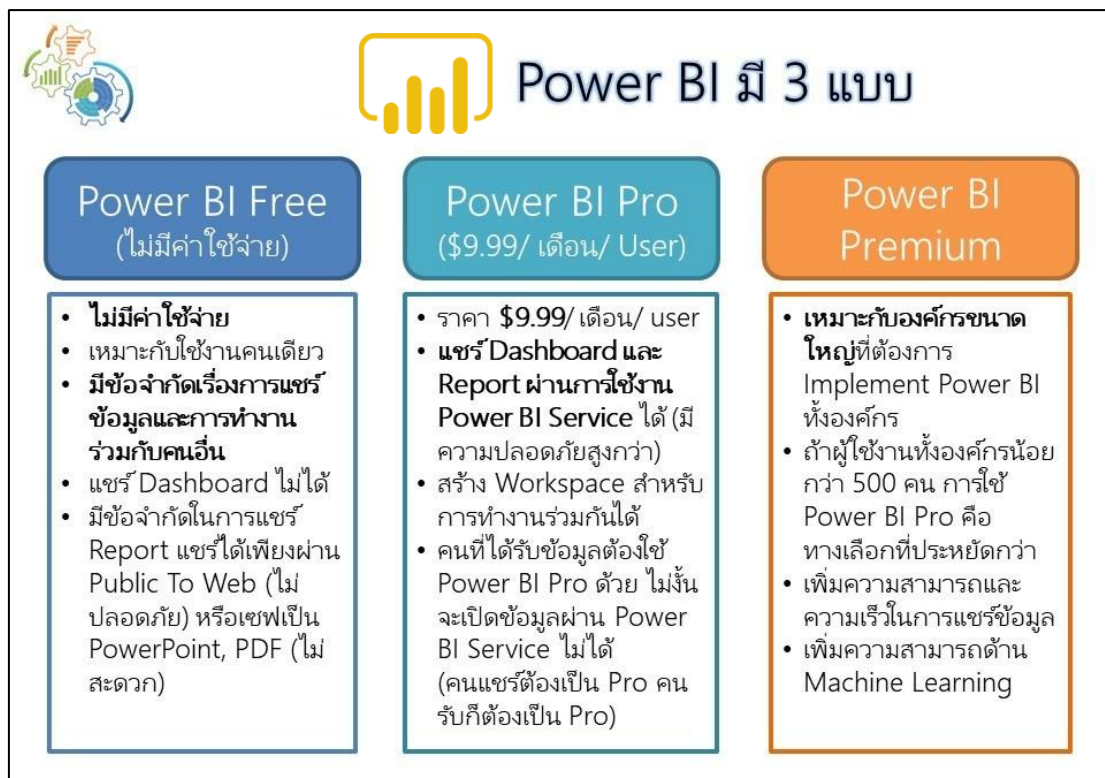 Power BI มี 3 แบบ
Power BI Free
(ไม่มีค่าใช้จ่าย)
• ไม่มีค่าใช้จ่าย
• เหมาะกับใช้งานคนเดียว
• มีข้อจำกัดเรื่องการแชร์
ข้อมูลและการทำงาน
ร่วมกับคนอื่น
• แชร์ Dashboard ไม่ได้
• มีข้อจำกัดในการแชร์
Report แชร์ได้เพียงผ่าน
Public To Web (ไม่
ปลอดภัย) หรือเซฟเป็น
PowerPoint, PDF (ไม่
สะดวก)
Power BI Pro
($9.99/ เดือน/ User)
• ราคา $9.99/ เดือน/ user
• แชร์ Dashboard และ
Report ผ่านการใช้งาน
Power BI Service ได้ (มี
ความปลอดภัยสูงกว่า)
• สร้าง Workspace สำหรับ
การทำงานร่วมกันได้
• คนที่ได้รับข้อมูลต้องใช้
Power BI Pro ด้วย ไม่งั้น
จะเปิดข้อมูลผ่าน Power
BI Service ไม่ได้
(คนแชร์ต้องเป็น Pro คน
รับก็ต้องเป็น Pro)
Power BI
Premium
• เหมาะกับองค์กรขนาด
ใหญ่ที่ต้องการ
Implement Power BI
ทั้งองค์กร
• ถ้าผู้ใช้งานทั้งองค์กรน้อย
กว่า 500 คน การใช้
Power BI Pro คือ
ทางเลือกที่ประหยัดกว่า
• เพิ่มความสามารถและ
ความเร็วในการแชร์ข้อมูล
• เพิ่มความสามารถด้าน
Machine Learning